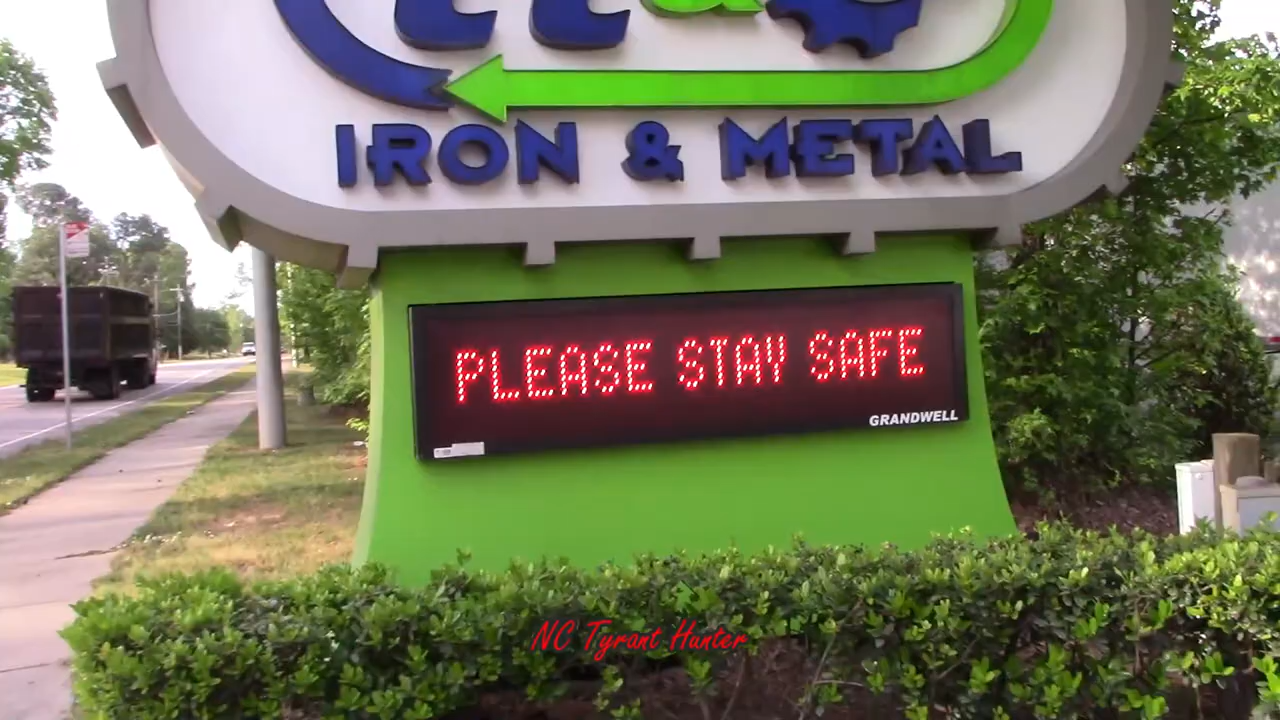 &
IRON & METAL
PLEASE STAY SAFE
GRANDWELL
NC Tyrant Hunter